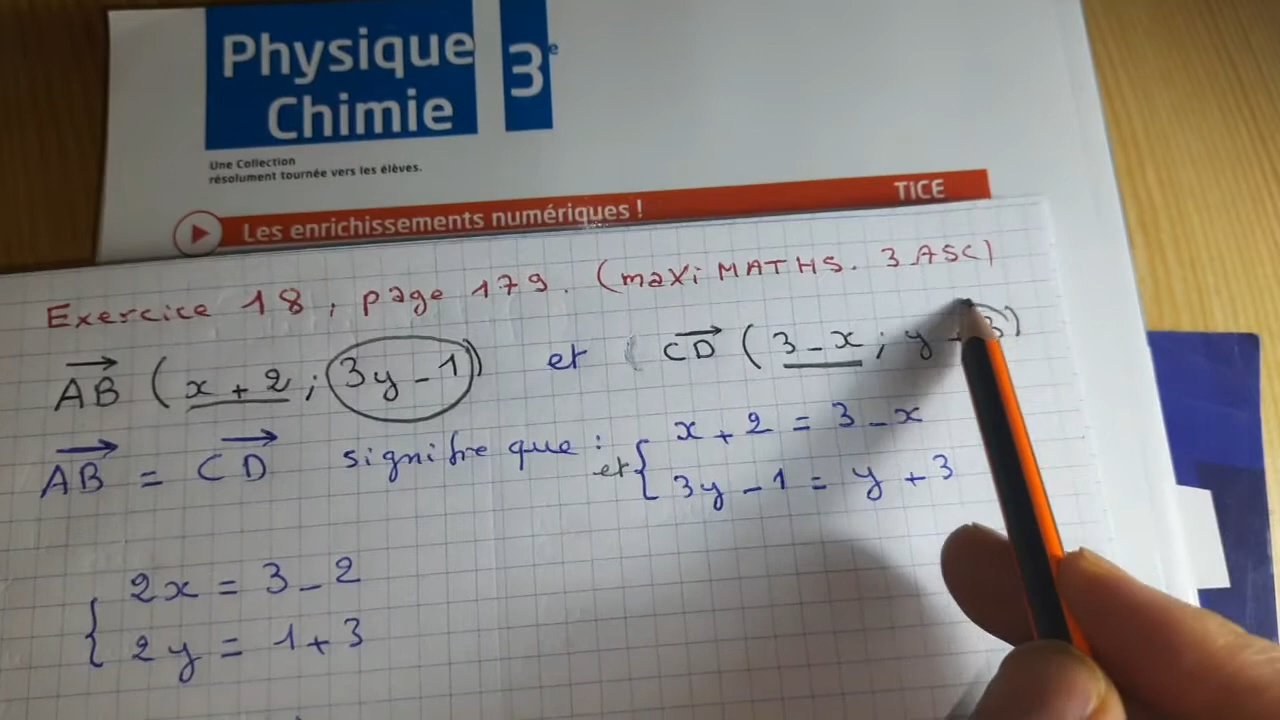 Physique
Chimie
3e
Une Collection
résolument tournée vers les élèves.
Les enrichissements numériques !
TICE
Exercice 18, page 179. (maxi MATHS. 3 ASC)
AB (x + 2 ; 3y - 1) et CD (3 - x ; y + 3)
AB = CD signifie que : et { x + 2 = 3 - x
3y - 1 = y + 3
{ 2x = 3 - 2
2y = 1 + 3